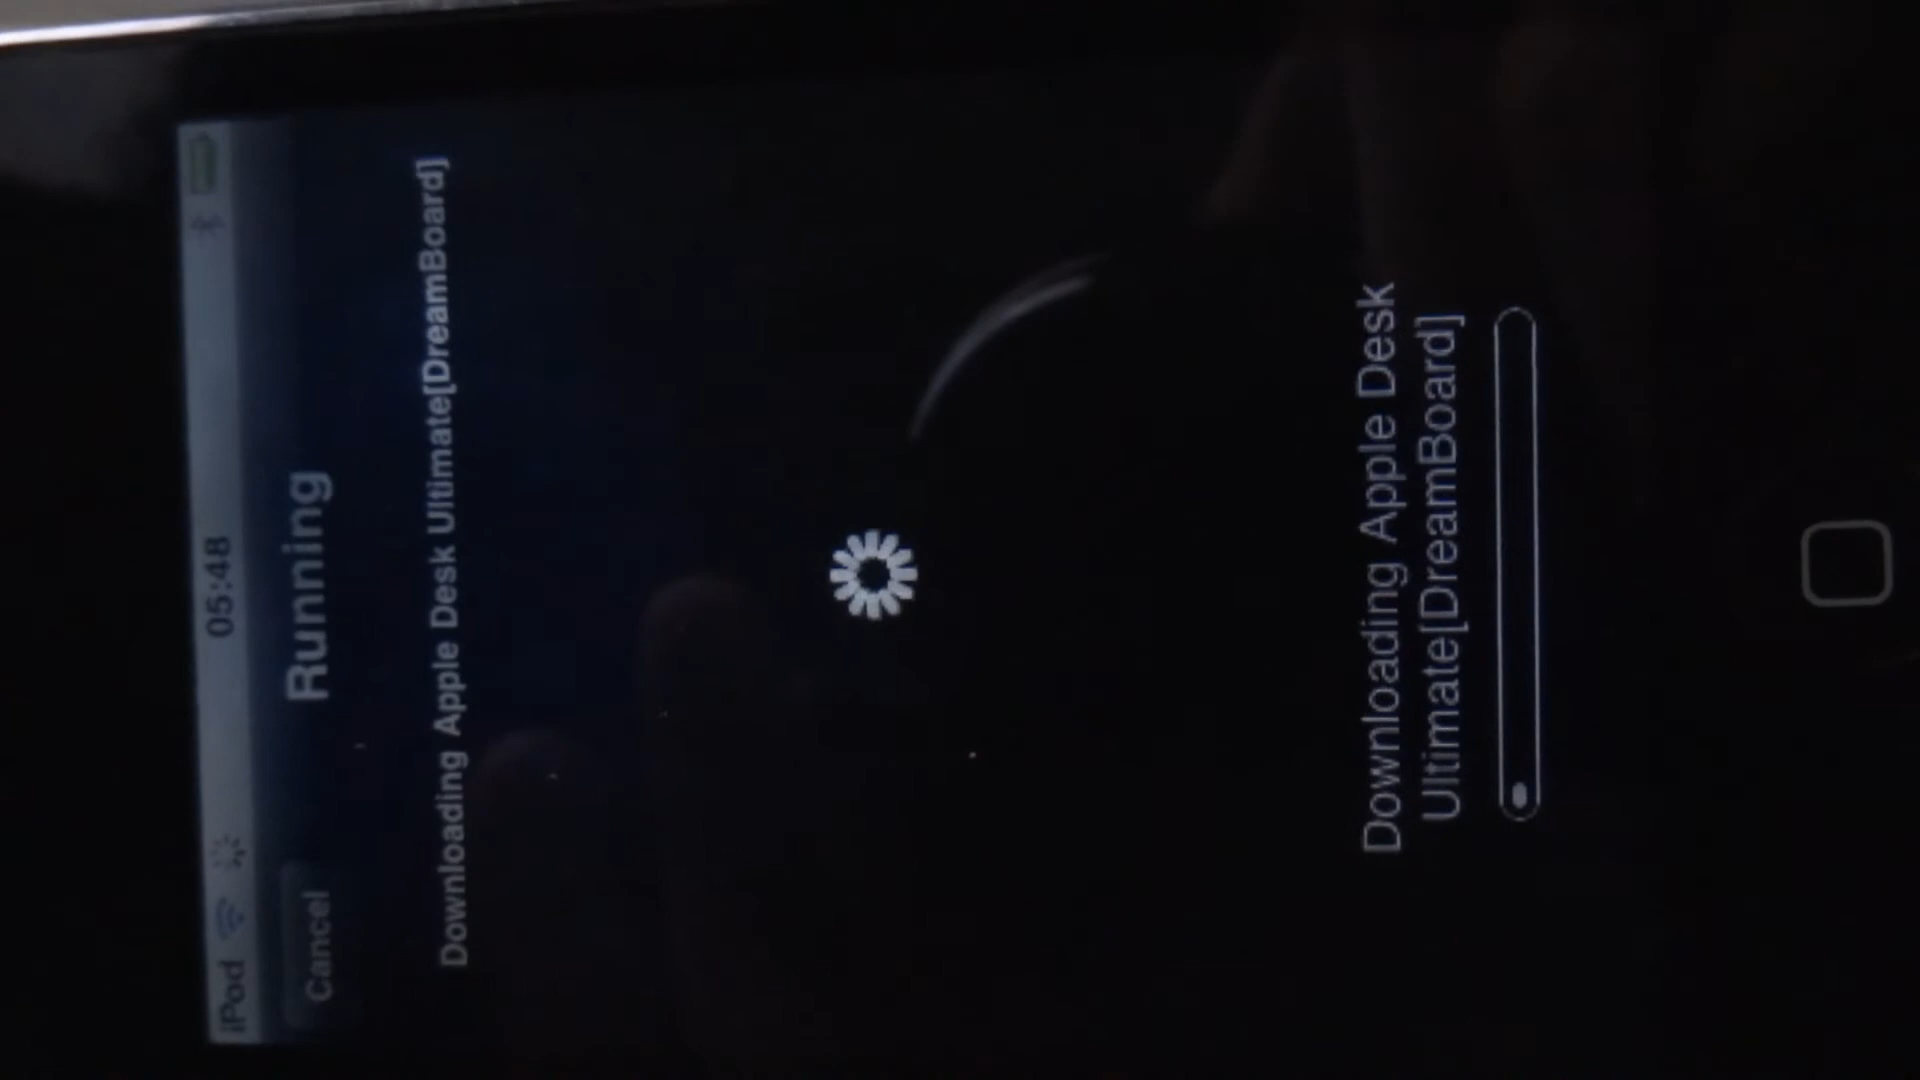 iPod 05:48
Cancel Running
Downloading Apple Desk Ultimate[DreamBoard]
Downloading Apple Desk
Ultimate[DreamBoard]